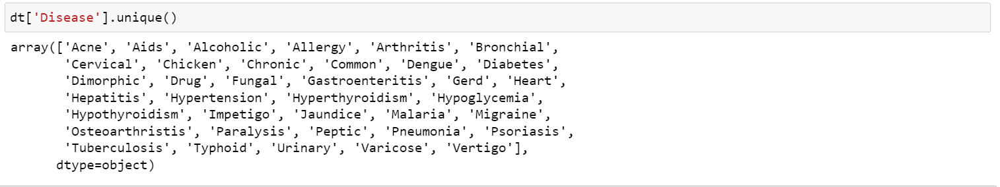 dt['Disease'].unique()
array(['Acne', 'Aids', 'Alcoholic', 'Allergy', 'Arthritis', 'Bronchial',
'Cervical', 'Chicken', 'Chronic', 'Common', 'Dengue', 'Diabetes',
'Dimorphic', 'Drug', 'Fungal', 'Gastroenteritis', 'Gerd', 'Heart',
'Hepatitis', 'Hypertension', 'Hyperthyroidism', 'Hypoglycemia',
'Hypothyroidism', 'Impetigo', 'Jaundice', 'Malaria', 'Migraine',
'Osteoarthristis', 'Paralysis', 'Peptic', 'Pneumonia', 'Psoriasis',
'Tuberculosis', 'Typhoid', 'Urinary', 'Varicose', 'Vertigo'],
dtype=object)